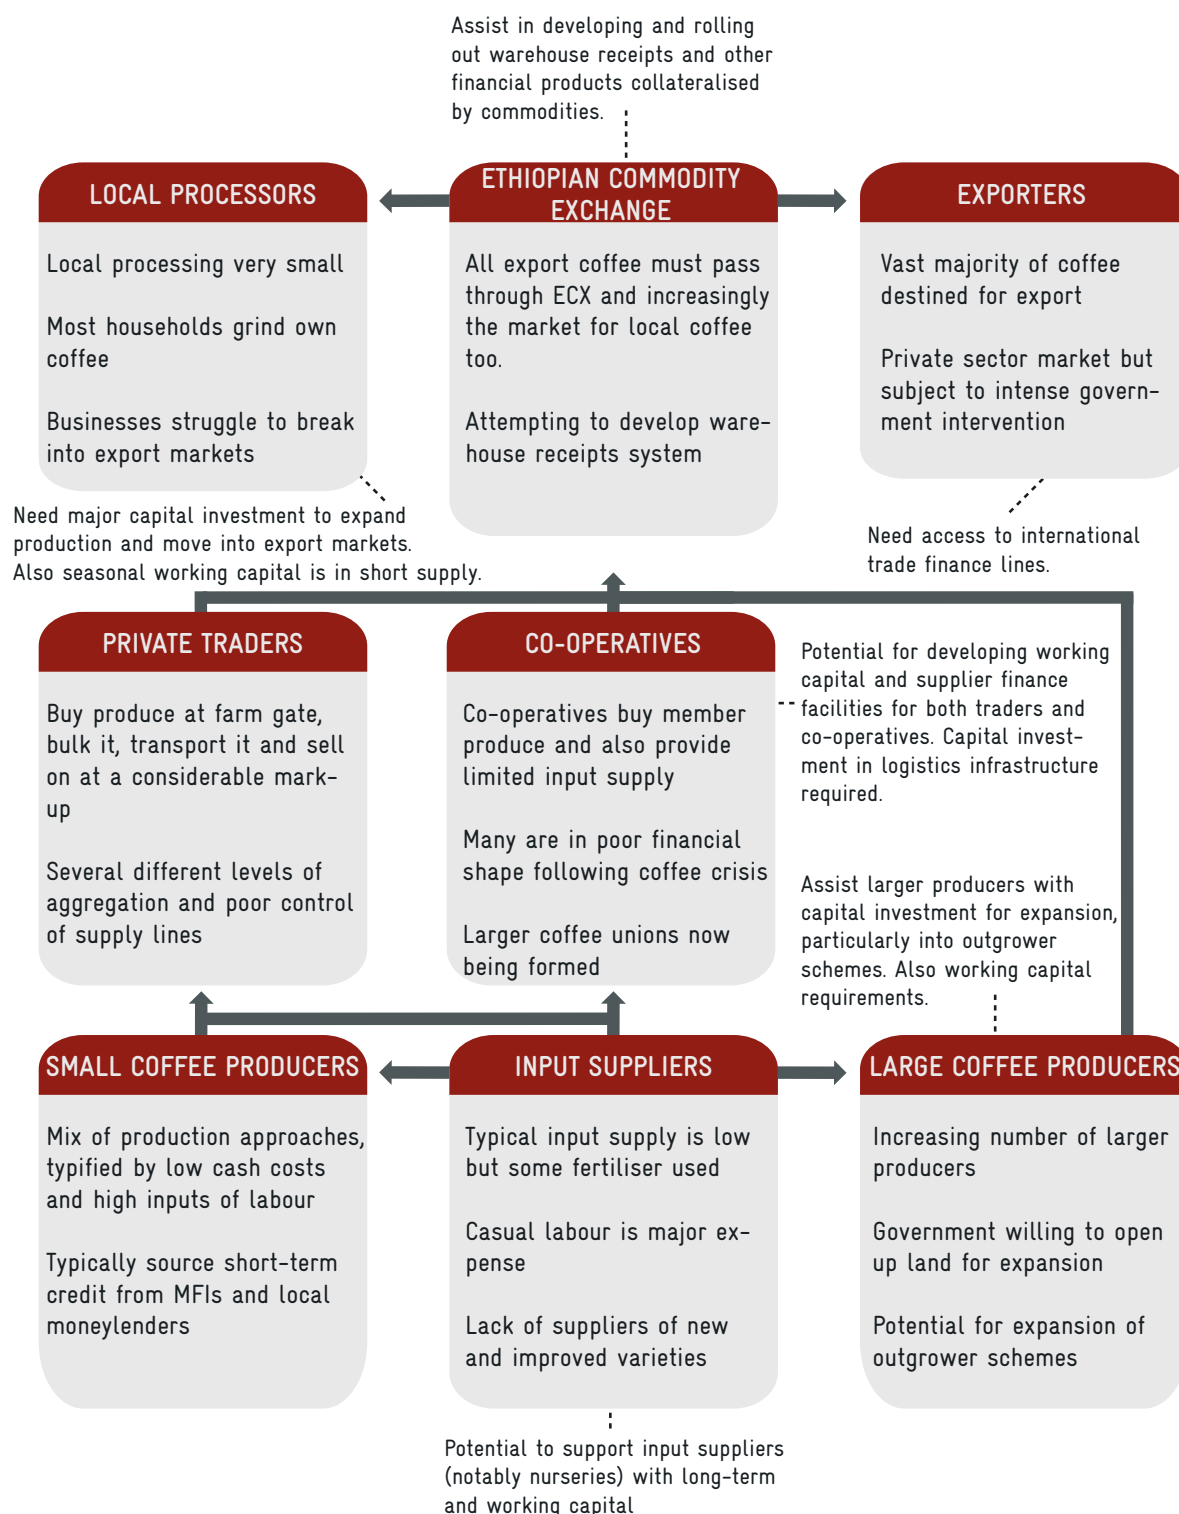 Assist in developing and rolling
out warehouse receipts and other
financial products collateralised
by commodities.
LOCAL PROCESSORS
Local processing very small
Most households grind own
coffee
Businesses struggle to break
into export markets
ETHIOPIAN COMMODITY
EXCHANGE
All export coffee must pass
through ECX and increasingly
the market for local coffee
too.
Attempting to develop ware-
house receipts system
EXPORTERS
Vast majority of coffee
destined for export
Private sector market but
subject to intense govern-
ment intervention
Need major capital investment to expand
production and move into export markets.
Also seasonal working capital is in short supply.
Need access to international
trade finance lines.
PRIVATE TRADERS
Buy produce at farm gate,
bulk it, transport it and sell
on at a considerable mark-
up
Several different levels of
aggregation and poor control
of supply lines
CO-OPERATIVES
Co-operatives buy member
produce and also provide
limited input supply
Many are in poor financial
shape following coffee crisis
Larger coffee unions now
being formed
Potential for developing working
capital and supplier finance
facilities for both traders and
co-operatives. Capital invest-
ment in logistics infrastructure
required.
Assist larger producers with
capital investment for expansion,
particularly into outgrower
schemes. Also working capital
requirements.
SMALL COFFEE PRODUCERS
Mix of production approaches,
typified by low cash costs
and high inputs of labour
Typically source short-term
credit from MFIs and local
moneylenders
INPUT SUPPLIERS
Typical input supply is low
but some fertiliser used
Casual labour is major ex-
pense
Lack of suppliers of new
and improved varieties
LARGE COFFEE PRODUCERS
Increasing number of larger
producers
Government willing to open
up land for expansion
Potential for expansion of
outgrower schemes
Potential to support input suppliers
(notably nurseries) with long-term
and working capital